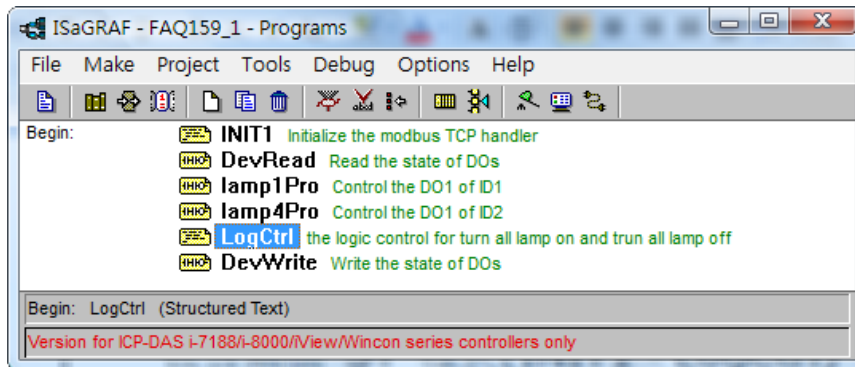 ISaGRAF - FAQ159_1 - Programs
File Make Project Tools Debug Options Help
Begin:
INIT1 Initialize the modbus TCP handler
DevRead Read the state of DOs
lamp1Pro Control the DO1 of ID1
lamp4Pro Control the DO1 of ID2
LogCtrl the logic control for turn all lamp on and trun all lamp off
DevWrite Write the state of DOs
Begin: LogCtrl (Structured Text)
Version for ICP-DAS i-7188/i-8000/iView/Wincon series controllers only